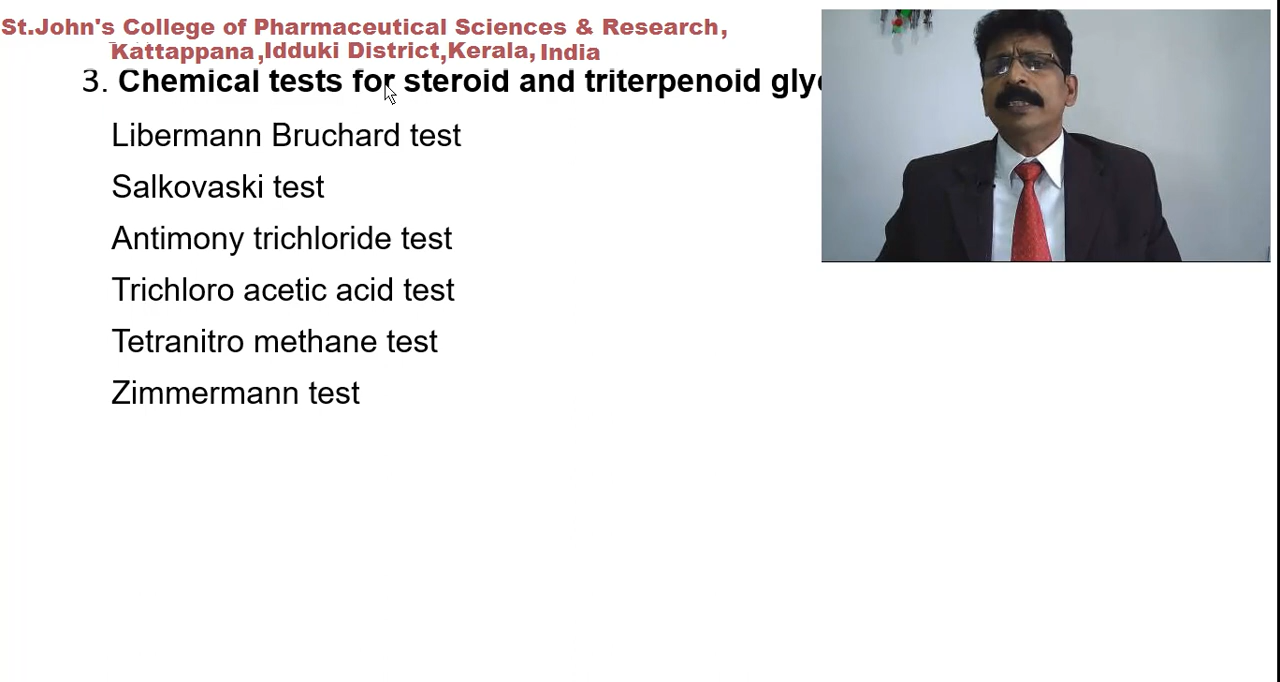 St.John's College of Pharmaceutical Sciences & Research,
Kattappana,Idduki District,Kerala, India
3. Chemical tests for steroid and triterpenoid
Libermann Bruchard test
Salkovaski test
Antimony trichloride test
Trichloro acetic acid test
Tetranitro methane test
Zimmermann test